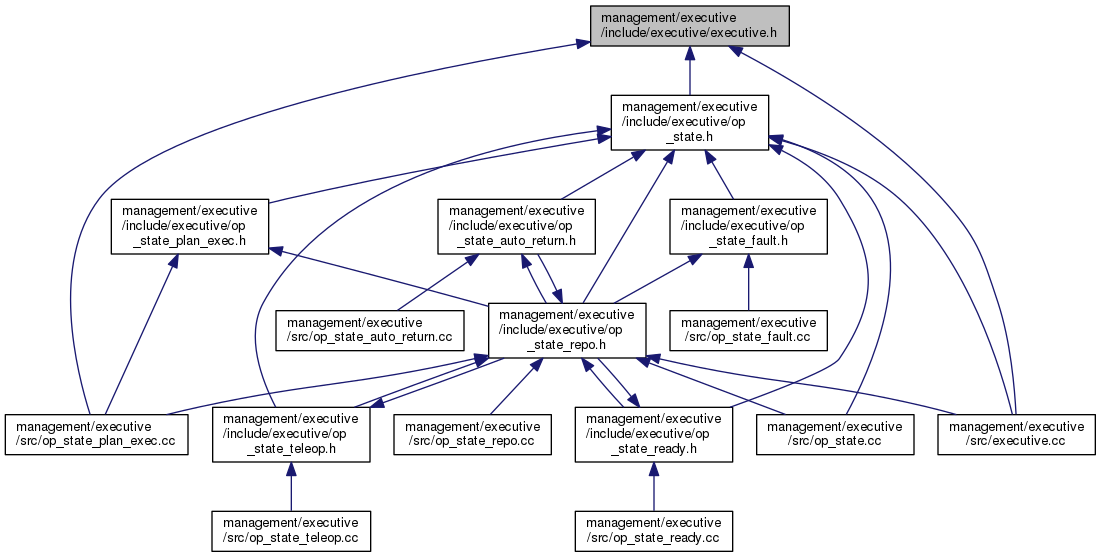 management/executive
/include/executive/executive.h
management/executive
/include/executive/op
_state.h
management/executive
/include/executive/op
_state_plan_exec.h
management/executive
/include/executive/op
_state_auto_return.h
management/executive
/include/executive/op
_state_fault.h
management/executive
/src/op_state_auto_return.cc
management/executive
/include/executive/op
_state_repo.h
management/executive
/src/op_state_fault.cc
management/executive
/src/op_state_plan_exec.cc
management/executive
/include/executive/op
_state_teleop.h
management/executive
/src/op_state_repo.cc
management/executive
/include/executive/op
_state_ready.h
management/executive
/src/op_state.cc
management/executive
/src/executive.cc
management/executive
/src/op_state_teleop.cc
management/executive
/src/op_state_ready.cc